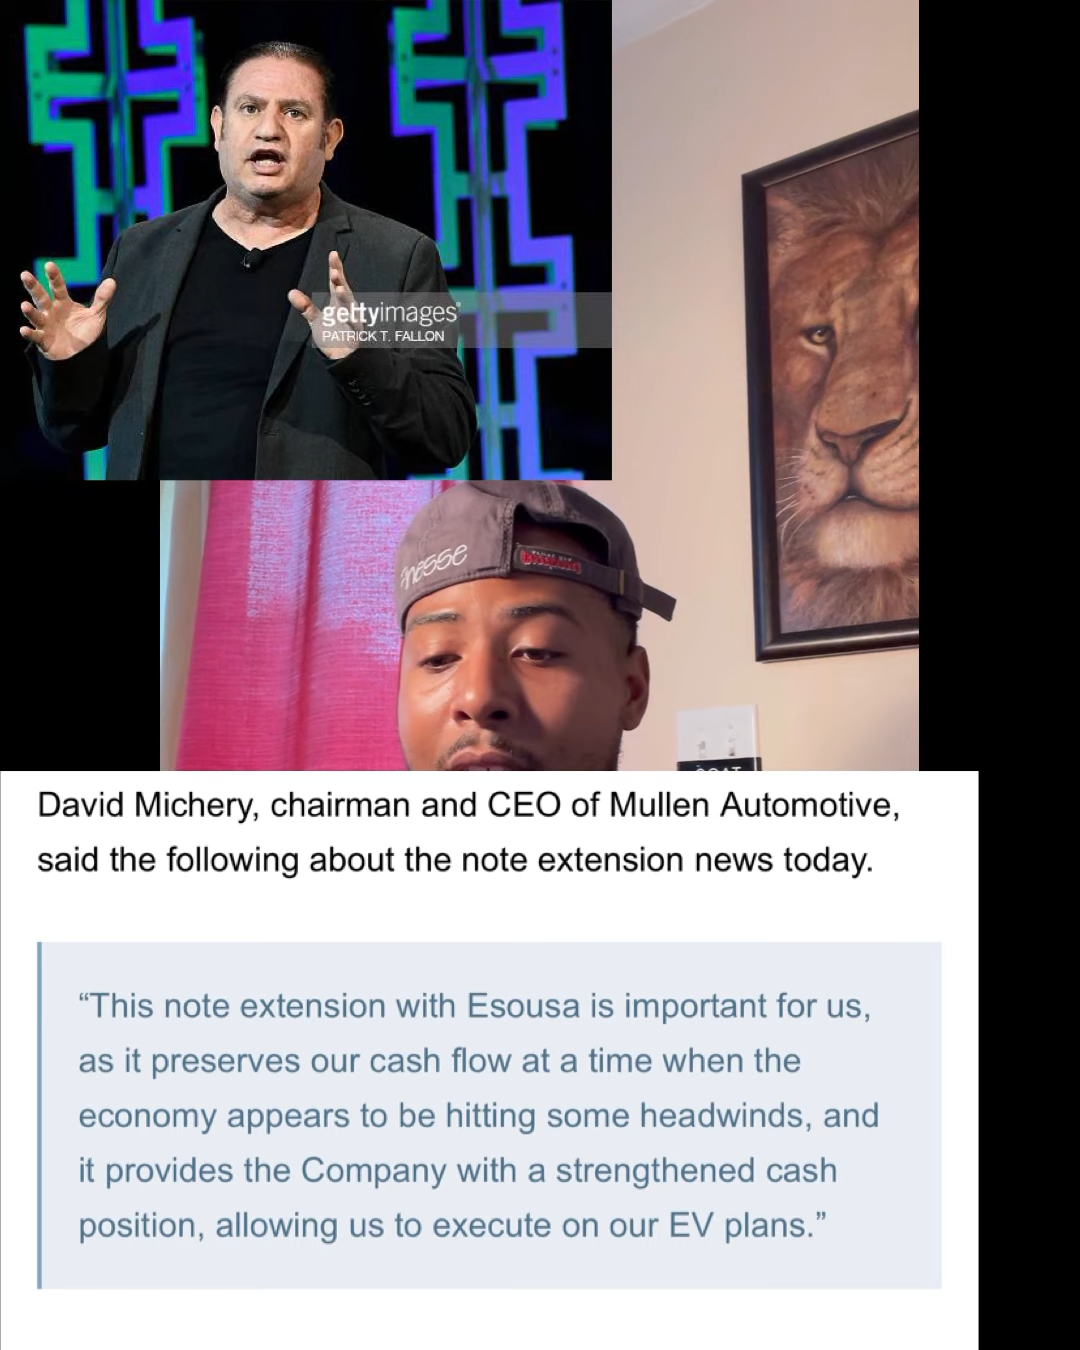 gettyimages®
PATRICK T. FALLON
David Michery, chairman and CEO of Mullen Automotive,
said the following about the note extension news today.
“This note extension with Esousa is important for us,
as it preserves our cash flow at a time when the
economy appears to be hitting some headwinds, and
it provides the Company with a strengthened cash
position, allowing us to execute on our EV plans.”